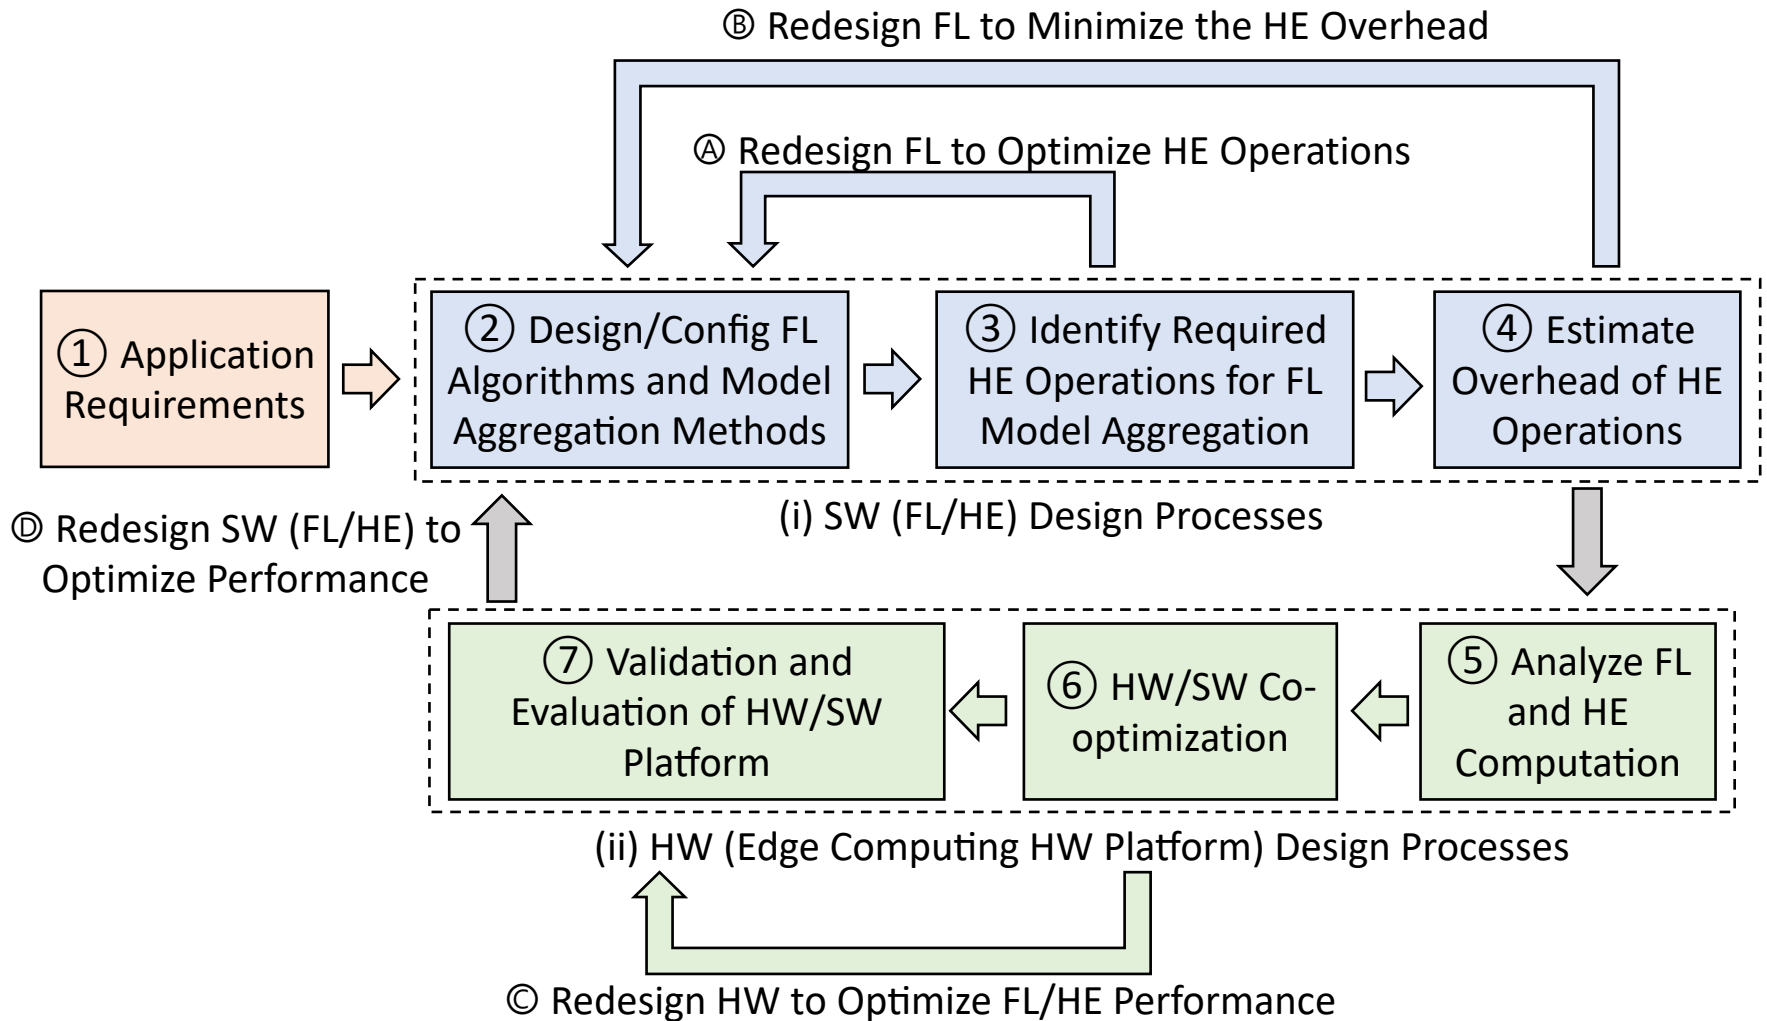 Ⓑ Redesign FL to Minimize the HE Overhead
Ⓐ Redesign FL to Optimize HE Operations
① Application
Requirements
② Design/Config FL
Algorithms and Model
Aggregation Methods
③ Identify Required
HE Operations for FL
Model Aggregation
④ Estimate
Overhead of HE
Operations
(i) SW (FL/HE) Design Processes
Ⓓ Redesign SW (FL/HE) to
Optimize Performance
⑦ Validation and
Evaluation of HW/SW
Platform
⑥ HW/SW Co-
optimization
⑤ Analyze FL
and HE
Computation
(ii) HW (Edge Computing HW Platform) Design Processes
Ⓒ Redesign HW to Optimize FL/HE Performance